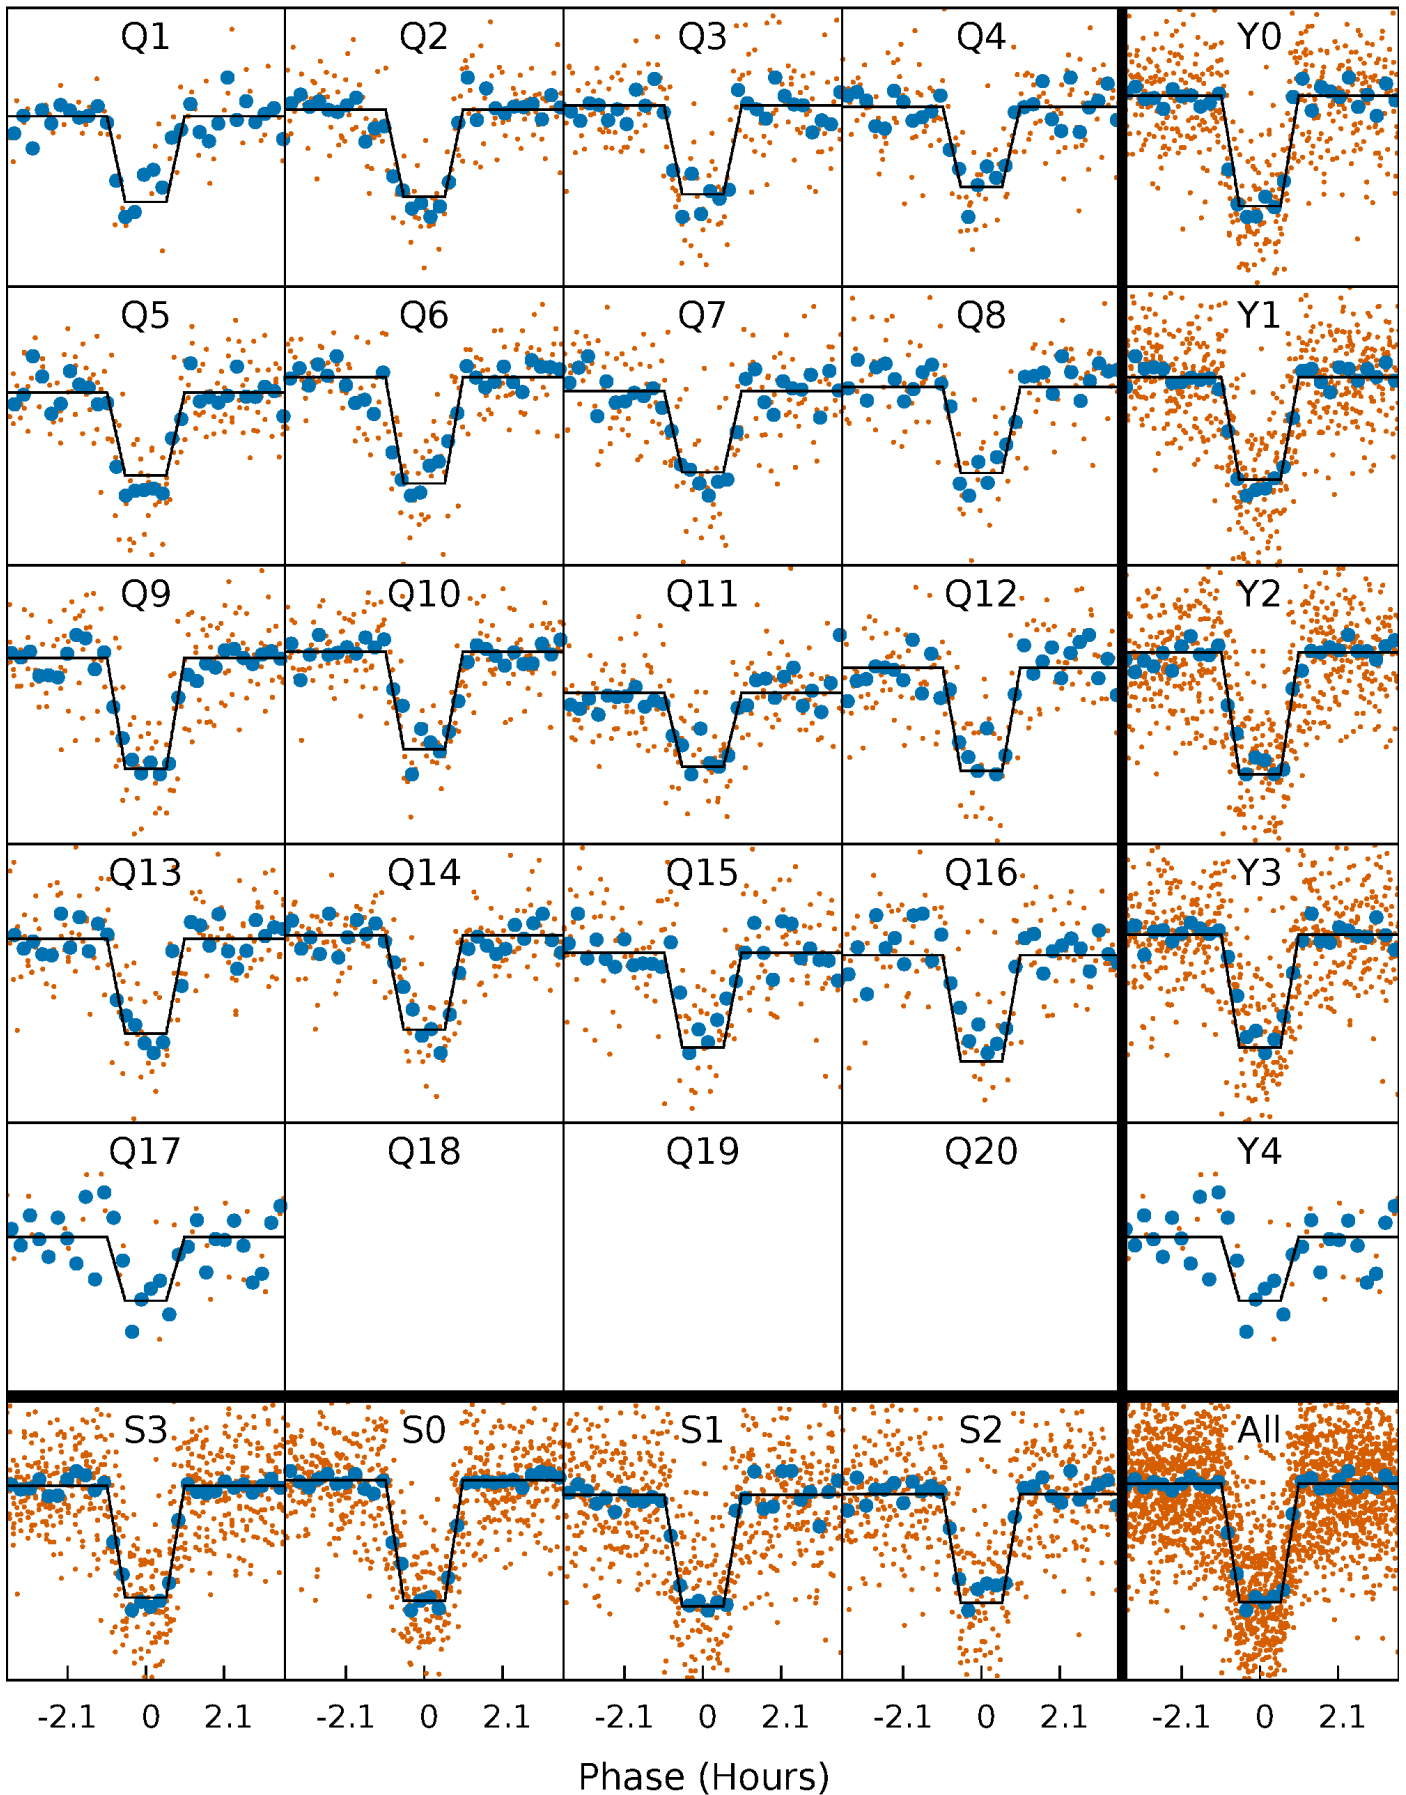 Q1 Q2 Q3 Q4 Y0
Q5 Q6 Q7 Q8 Y1
Q9 Q10 Q11 Q12 Y2
Q13 Q14 Q15 Q16 Y3
Q17 Q18 Q19 Q20 Y4
S3 S0 S1 S2 All
-2.1 0 2.1 -2.1 0 2.1 -2.1 0 2.1 -2.1 0 2.1 -2.1 0 2.1
Phase (Hours)